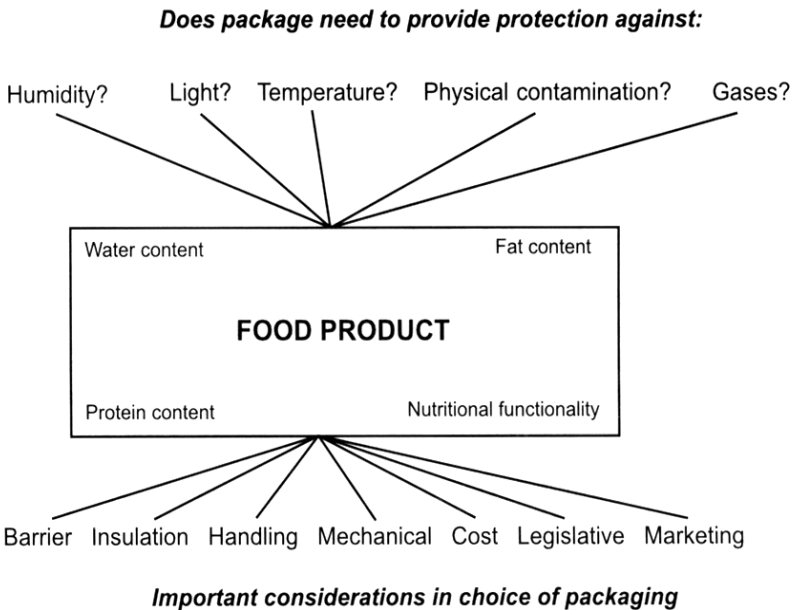 Does package need to provide protection against:
Humidity? Light? Temperature? Physical contamination? Gases?
Water content Fat content
FOOD PRODUCT
Protein content Nutritional functionality
Barrier Insulation Handling Mechanical Cost Legislative Marketing
Important considerations in choice of packaging